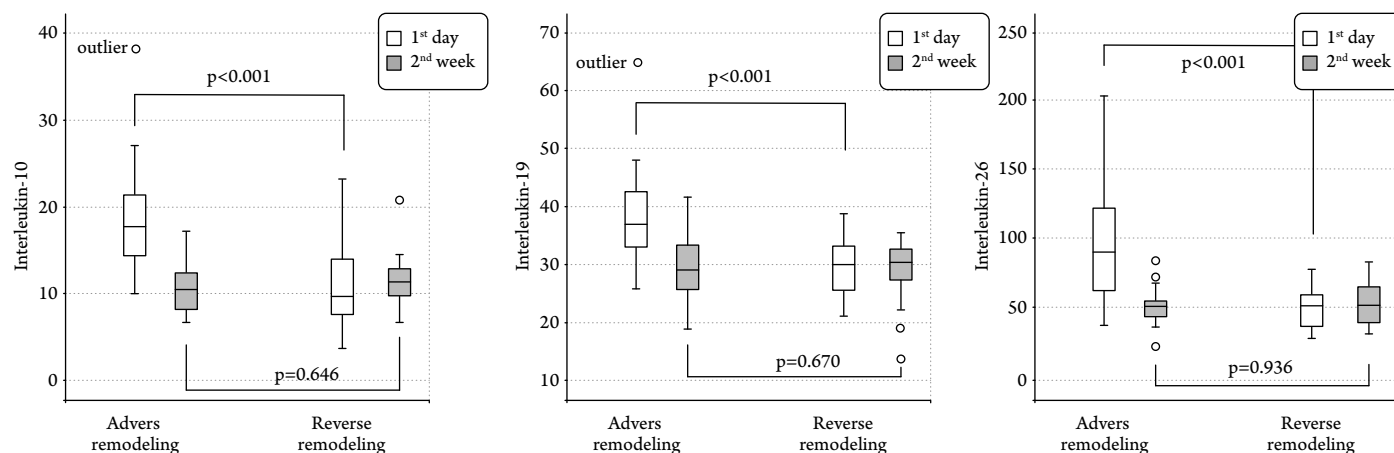 Interleukin-10
40
30
20
10
0
outlier
1st day
2nd week
p<0.001
p=0.646
Advers
remodeling
Reverse
remodeling
Interleukin-19
70
60
50
40
30
20
10
outlier
1st day
2nd week
p<0.001
p=0.670
Advers
remodeling
Reverse
remodeling
Interleukin-26
250
200
150
100
50
0
1st day
2nd week
p<0.001
p=0.936
Advers
remodeling
Reverse
remodeling